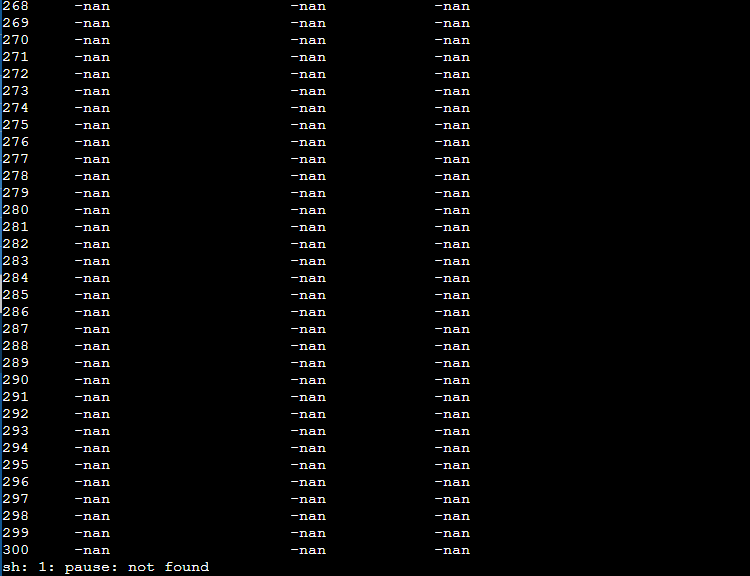 268 -nan -nan -nan
269 -nan -nan -nan
270 -nan -nan -nan
271 -nan -nan -nan
272 -nan -nan -nan
273 -nan -nan -nan
274 -nan -nan -nan
275 -nan -nan -nan
276 -nan -nan -nan
277 -nan -nan -nan
278 -nan -nan -nan
279 -nan -nan -nan
280 -nan -nan -nan
281 -nan -nan -nan
282 -nan -nan -nan
283 -nan -nan -nan
284 -nan -nan -nan
285 -nan -nan -nan
286 -nan -nan -nan
287 -nan -nan -nan
288 -nan -nan -nan
289 -nan -nan -nan
290 -nan -nan -nan
291 -nan -nan -nan
292 -nan -nan -nan
293 -nan -nan -nan
294 -nan -nan -nan
295 -nan -nan -nan
296 -nan -nan -nan
297 -nan -nan -nan
298 -nan -nan -nan
299 -nan -nan -nan
300 -nan -nan -nan
sh: 1: pause: not found